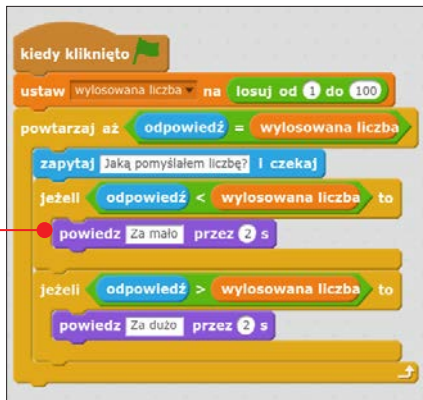 kiedy kliknięto
ustaw wylosowana liczba na losuj od 1 do 100
powtarzaj aż odpowiedź = wylosowana liczba
zapytaj Jaką pomyślałem liczbę? i czekaj
jeżeli odpowiedź < wylosowana liczba to
powiedz Za mało przez 2 s
jeżeli odpowiedź > wylosowana liczba to
powiedz Za dużo przez 2 s